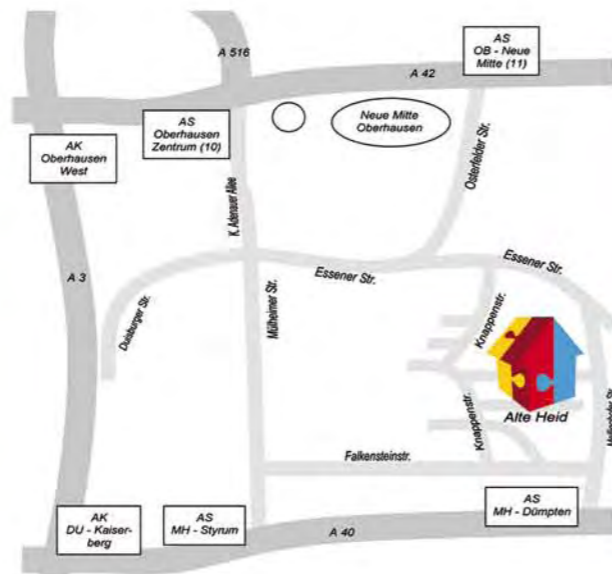 A 516
AS
OB - Neue
Mitte (11)
A 42
AS
Oberhausen
Zentrum (10)
Neue Mitte
Oberhausen
AK
Oberhausen
West
K. Adenauer Allee
Osterfelder Str.
A 3
Duisburger Str.
Essener Str.
Essener Str.
Mülheimer Str.
Knappenstr.
Alte Heid
Knappenstr.
Str.
Falkensteinstr.
AK
DU - Kaiser-
berg
AS
MH - Styrum
A 40
AS
MH - Dümpten